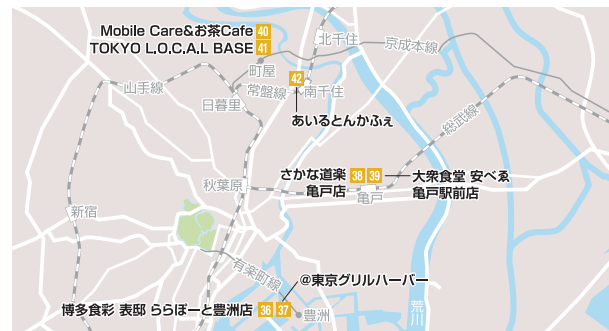 Mobile Care&お茶Cafe 40
TOKYO L.O.C.A.L BASE 41
北千住
京成本線
町屋
42
山手線
常盤線
南千住
日暮里
あいるとんかふぇ
総武線
さかな道楽
亀戸店
38 39
大衆食堂 安べゑ
亀戸駅前店
秋葉原
亀戸
新宿
有楽町線
@東京グリルハーバー
博多食彩 表邸 ららぽーと豊洲店 36 37
豊洲
荒川